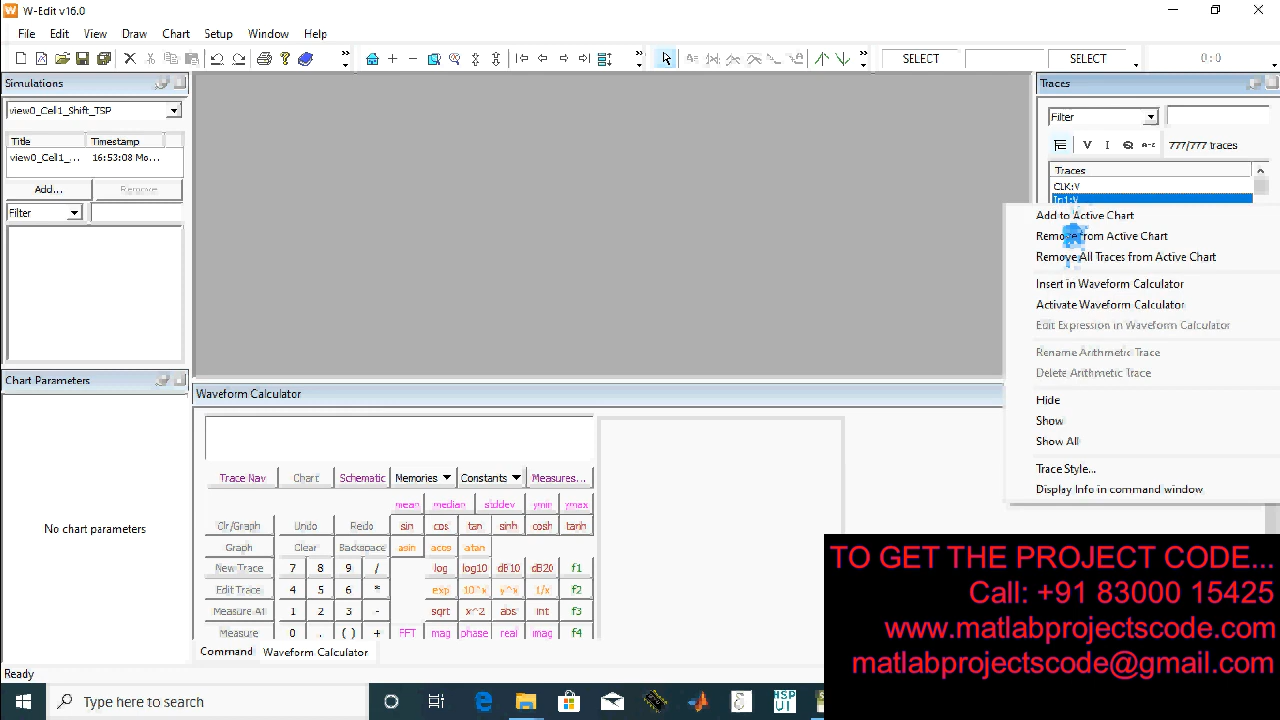 W-Edit v16.0
File Edit View Draw Chart Setup Window Help
SELECT SELECT 0:0
Simulations
view0_Cell1_Shift_TSP
Title Timestamp
view0_Cell1_... 16:53:08 Mo...
Add... Remove
Filter
Chart Parameters
No chart parameters
Traces
Filter
V I Q a-c 777/777 traces
Traces
CLK:V
In1:V
Add to Active Chart
Remove from Active Chart
Remove All Traces from Active Chart
Insert in Waveform Calculator
Activate Waveform Calculator
Edit Expression in Waveform Calculator
Rename Arithmetic Trace
Delete Arithmetic Trace
Hide
Show
Show All
Trace Style...
Display Info in command window
Waveform Calculator
Trace Nav Chart Schematic Memories Constants Measures...
mean median stddev ymin ymax
Clr/Graph Undo Redo sin cos tan sinh cosh tanh
Graph Clear Backspace asin acos atan
New Trace 7 8 9 / log log10 dB10 dB20 f1
Edit Trace 4 5 6 * exp 10^x y^x 1/x f2
Measure At 1 2 3 - sqrt x^2 abs int f3
Measure 0 . ( ) + FFT mag phase real imag f4
Command Waveform Calculator
Ready
Type here to search
HSP
UI
TO GET THE PROJECT CODE...
Call: +91 83000 15425
www.matlabprojectscode.com
matlabprojectscode@gmail.com